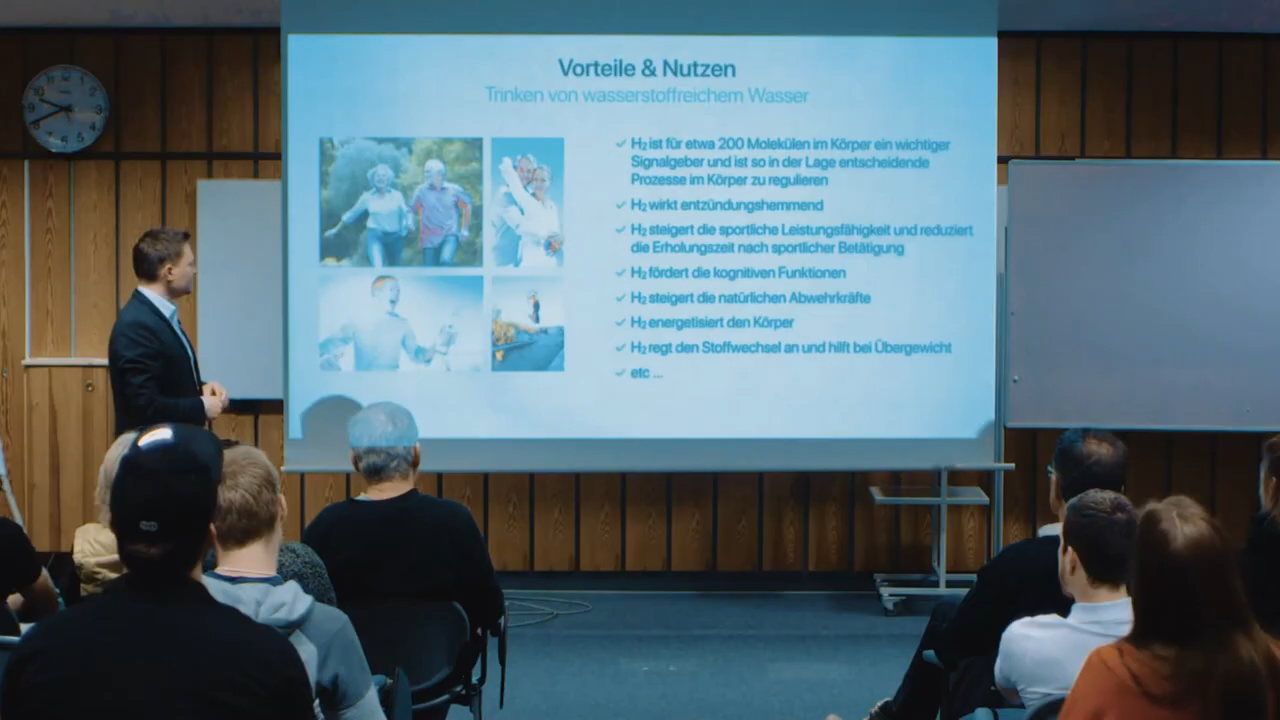 Vorteile & Nutzen
Trinken von wasserstoffreichem Wasser
✓ H₂ ist für etwa 200 Molekülen im Körper ein wichtiger
Signalgeber und ist so in der Lage entscheidende
Prozesse im Körper zu regulieren
✓ H₂ wirkt entzündungshemmend
✓ H₂ steigert die sportliche Leistungsfähigkeit und reduziert
die Erholungszeit nach sportlicher Betätigung
✓ H₂ fördert die kognitiven Funktionen
✓ H₂ steigert die natürlichen Abwehrkräfte
✓ H₂ energetisiert den Körper
✓ H₂ regt den Stoffwechsel an und hilft bei Übergewicht
✓ etc ...